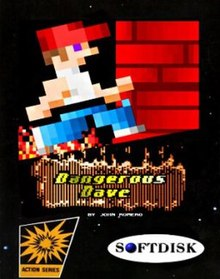 Dangerous
Dave
BY JOHN ROMERO
ACTION SERIES
SOFTDISK